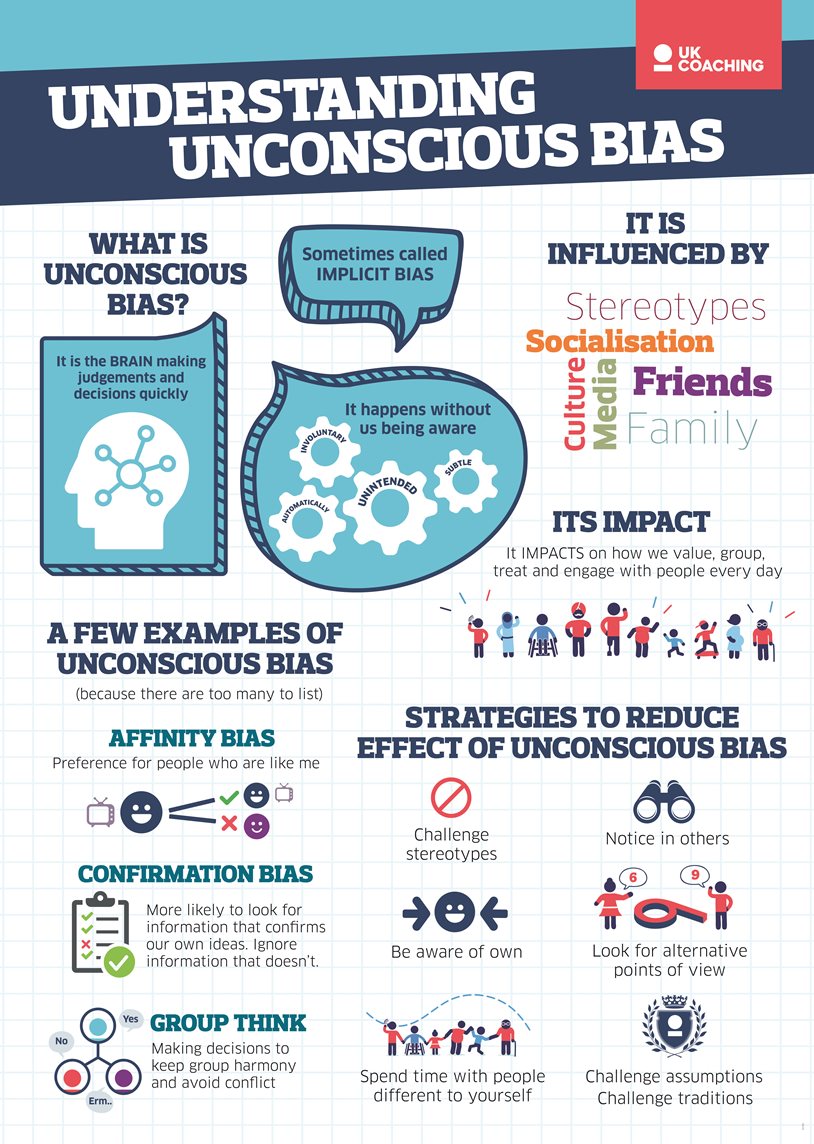 UK
COACHING
UNDERSTANDING
UNCONSCIOUS BIAS
WHAT IS
UNCONSCIOUS
BIAS?
It is the BRAIN making
judgements and
decisions quickly
Sometimes called
IMPLICIT BIAS
It happens without
us being aware
INVOLUNTARY
AUTOMATICALLY
UNINTENDED
SUBTLE
IT IS
INFLUENCED BY
Stereotypes
Socialisation
Culture
Media
Friends
Family
ITS IMPACT
It IMPACTS on how we value, group,
treat and engage with people every day
A FEW EXAMPLES OF
UNCONSCIOUS BIAS
(because there are too many to list)
AFFINITY BIAS
Preference for people who are like me
CONFIRMATION BIAS
More likely to look for
information that confirms
our own ideas. Ignore
information that doesn't.
Yes
No
Erm..
GROUP THINK
Making decisions to
keep group harmony
and avoid conflict
STRATEGIES TO REDUCE
EFFECT OF UNCONSCIOUS BIAS
Challenge
stereotypes
Notice in others
Be aware of own
6
9
Look for alternative
points of view
Spend time with people
different to yourself
Challenge assumptions
Challenge traditions